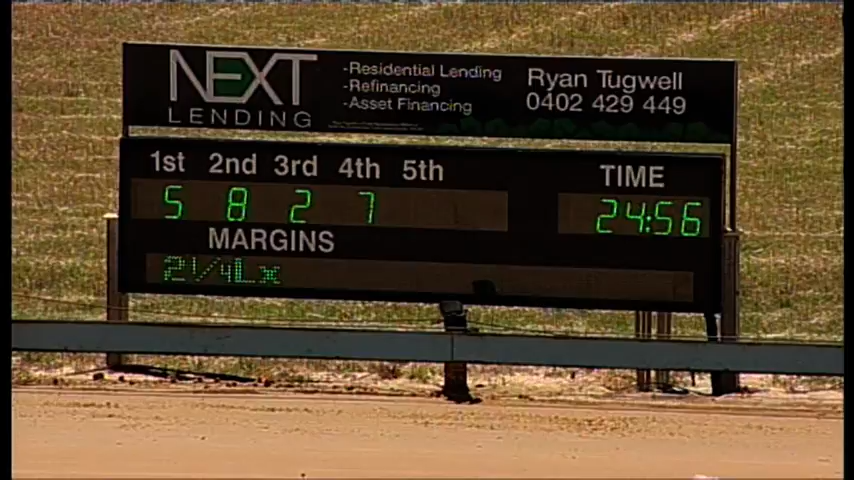 NEXT
LENDING
-Residential Lending
-Refinancing
-Asset Financing
Ryan Tugwell
0402 429 449
1st 2nd 3rd 4th 5th TIME
5 8 2 7 24:56
MARGINS
2 1/4L